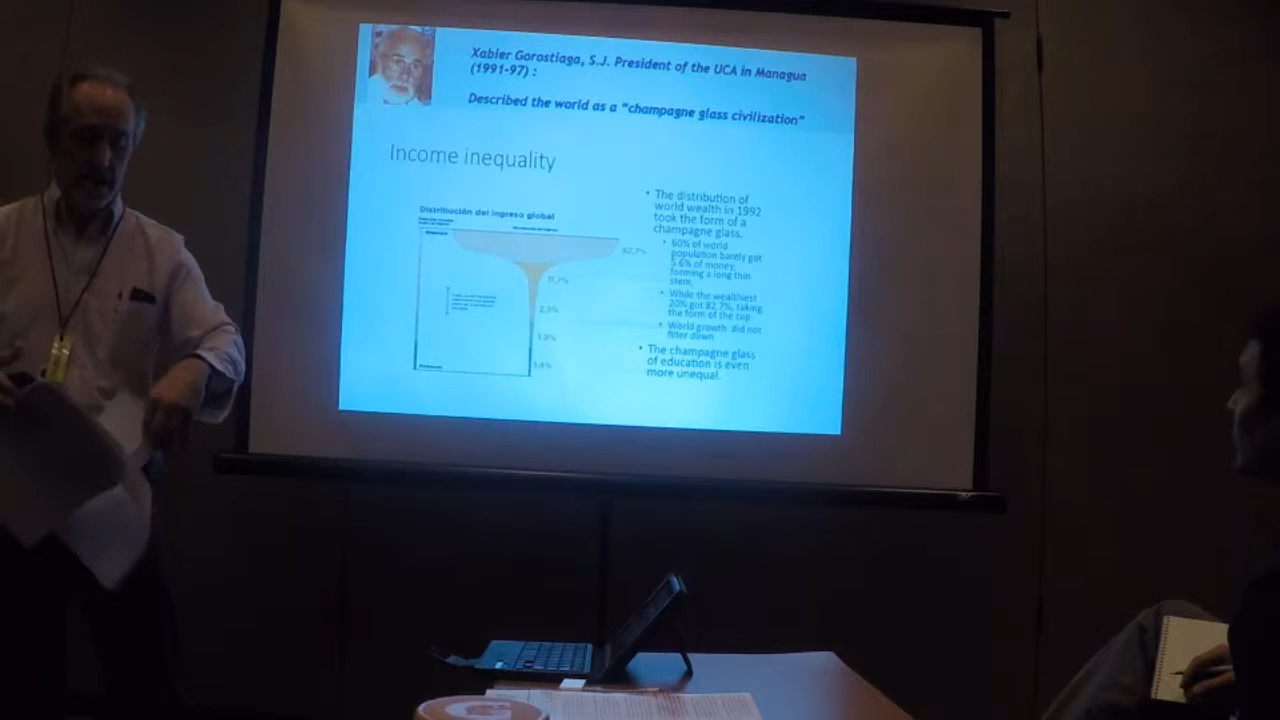 Xabier Gorostiaga, S.J. President of the UCA in Managua
(1991-97) :
Described the world as a “champagne glass civilization”
Income inequality
Distribución del ingreso global
82,7%
11,7%
2,3%
1,9%
1,4%
• The distribution of
world wealth in 1992
took the form of a
champagne glass.
• 60% of world
population barely got
5.6% of money,
forming a long thin
stem,
• While the wealthiest
20% got 82,7%, taking
the form of the cup.
• World growth did not
filter down
• The champagne glass
of education is even
more unequal.